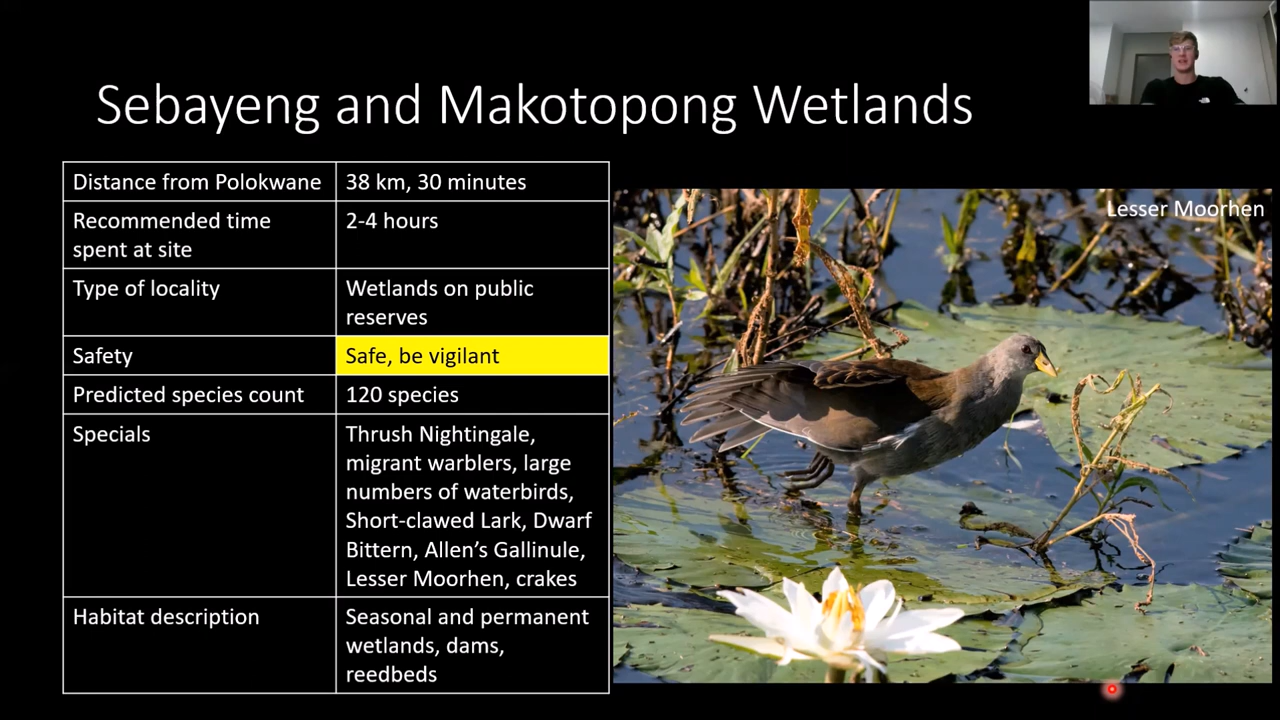 Sebayeng and Makotopong Wetlands
Distance from Polokwane
38 km, 30 minutes
Recommended time
spent at site
2-4 hours
Type of locality
Wetlands on public
reserves
Safety
Safe, be vigilant
Predicted species count
120 species
Specials
Thrush Nightingale,
migrant warblers, large
numbers of waterbirds,
Short-clawed Lark, Dwarf
Bittern, Allen’s Gallinule,
Lesser Moorhen, crakes
Habitat description
Seasonal and permanent
wetlands, dams,
reedbeds
Lesser Moorhen